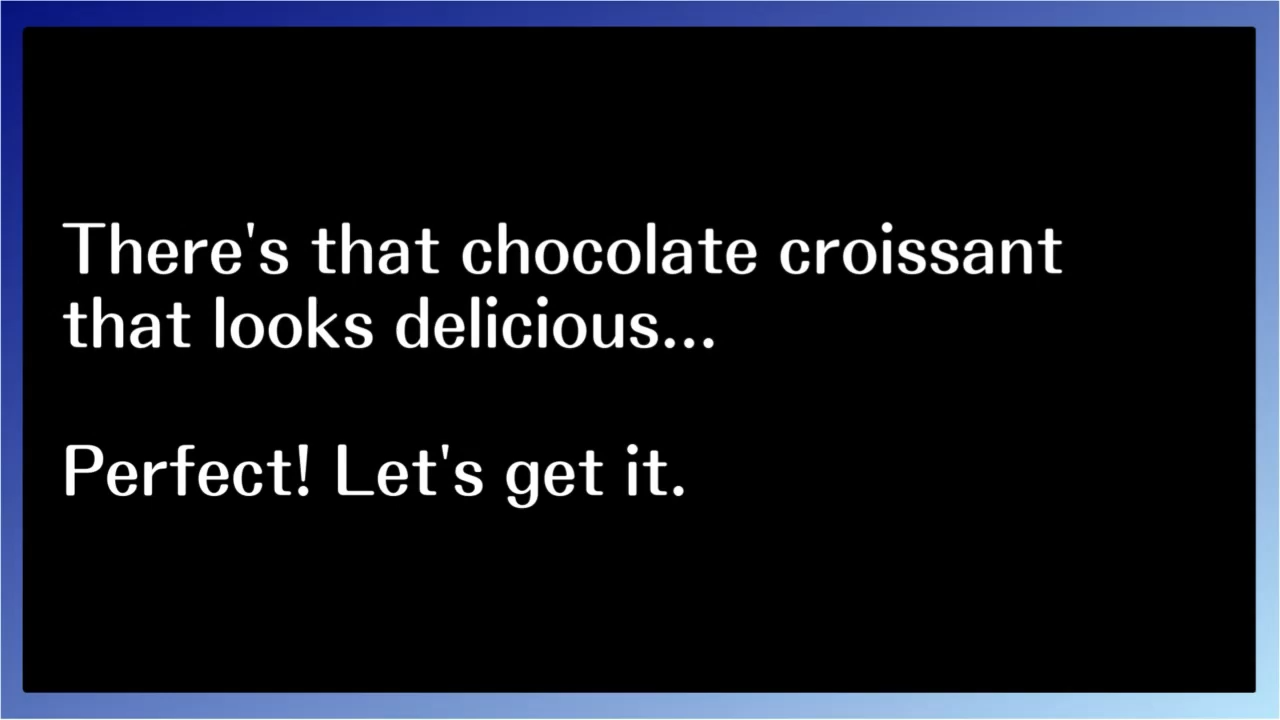 There's that chocolate croissant
that looks delicious...
Perfect! Let's get it.